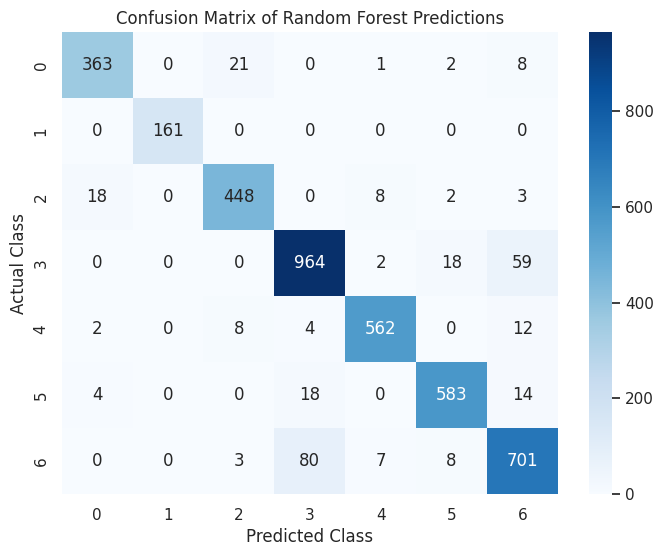 Confusion Matrix of Random Forest Predictions
0 363 0 21 0 1 2 8
1 0 161 0 0 0 0 0
2 18 0 448 0 8 2 3
3 0 0 0 964 2 18 59
4 2 0 8 4 562 0 12
5 4 0 0 18 0 583 14
6 0 0 3 80 7 8 701
0 1 2 3 4 5 6
Actual Class
Predicted Class
800
600
400
200
0